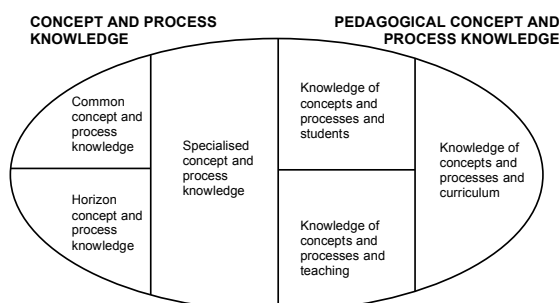 CONCEPT AND PROCESS
KNOWLEDGE
PEDAGOGICAL CONCEPT AND
PROCESS KNOWLEDGE
Common
concept and
process
knowledge
Horizon
concept and
process
knowledge
Specialised
concept and
process
knowledge
Knowledge of
concepts and
processes and
students
Knowledge of
concepts and
processes and
teaching
Knowledge of
concepts and
processes and
curriculum